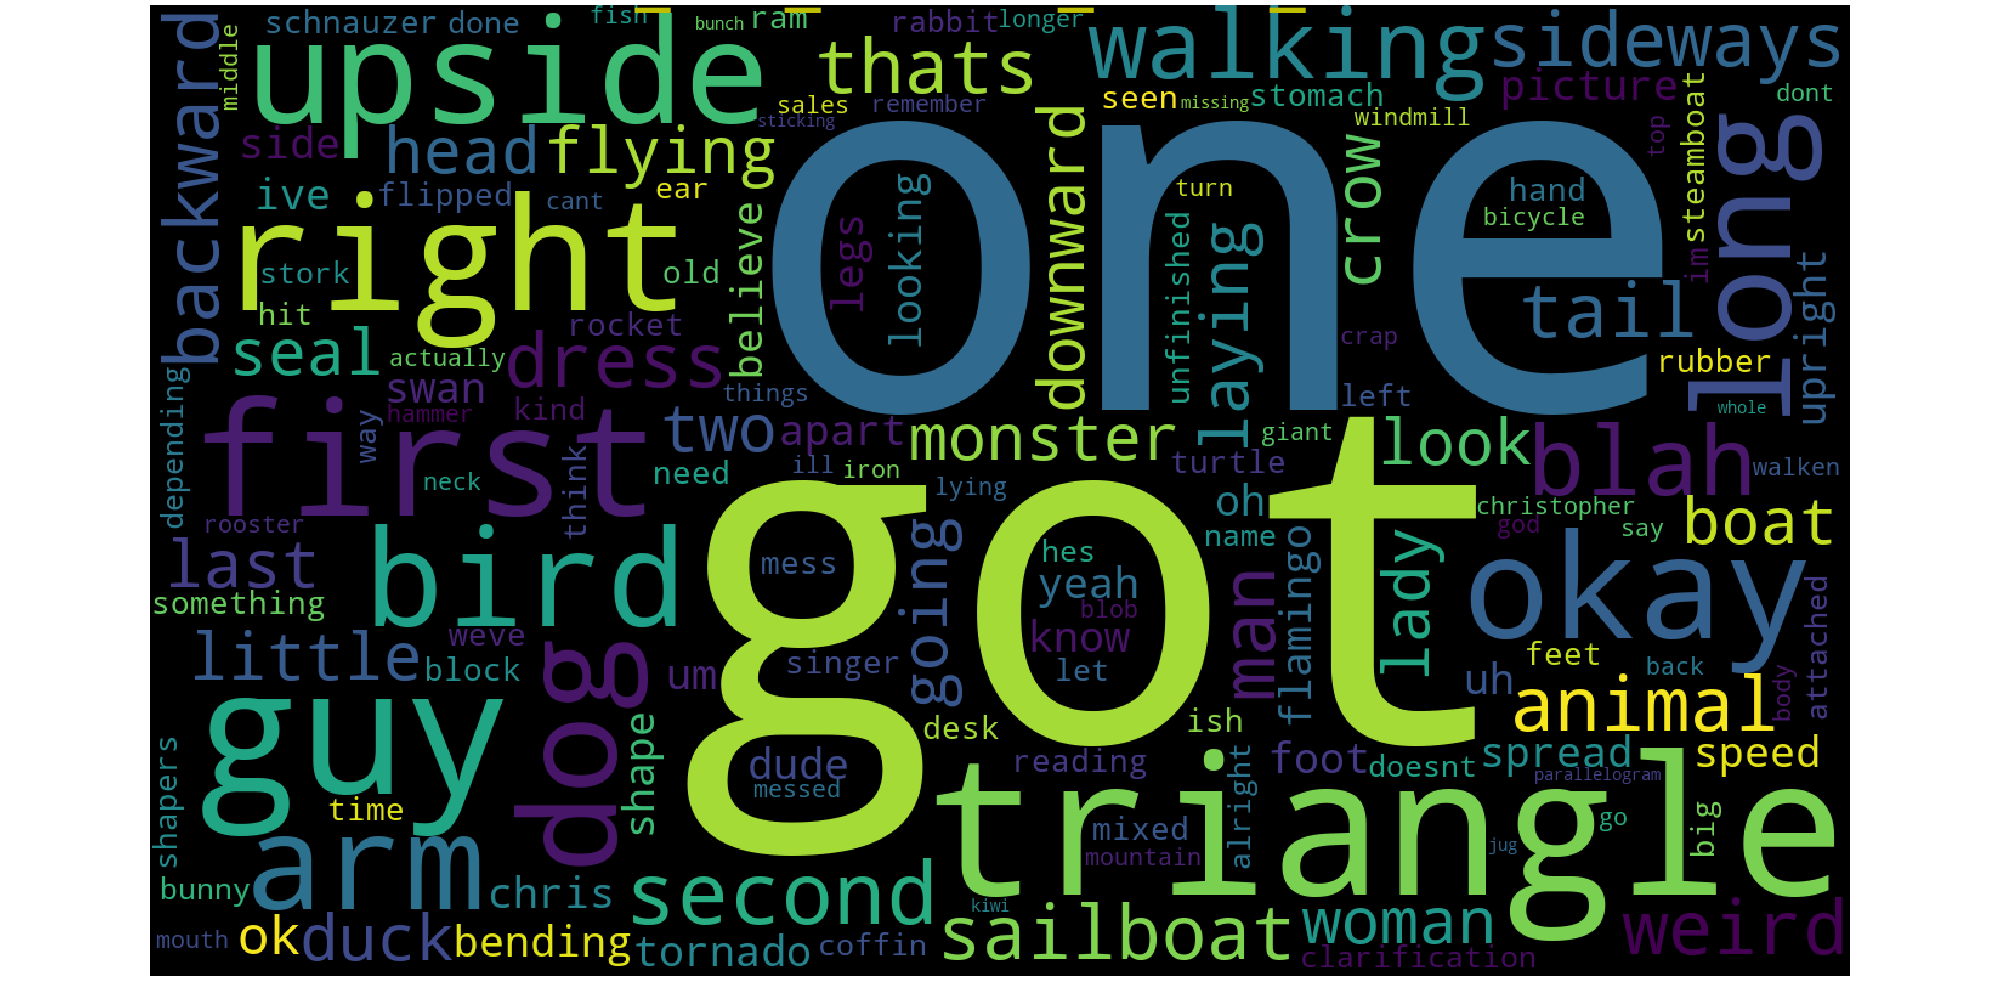 schnauzer done
fish
bunch
ram
rabbit
longer
walking
sideways
backward
middle
upside
thats
sales
remember
sticking
seen
missing
stomach
picture
dont
windmill
top
steamboat
long
side
head
flying
one
downward
crow
ive
flipped
cant
ear
believe
legs
looking
turn
laying
unfinished
hand
bicycle
im
upright
right
stork
old
hit
rocket
tail
seal
actually
dress
crap
rubber
depending
swan
hammer
kind
things
left
whole
first
way
two
apart
monster
giant
look
blah
neck
need
ill
iron
turtle
walken
think
lying
oh
christopher
rooster
name
god
say
boat
last
bird
got
mess
going
hes
yeah
flamingo
lady
okay
something
blob
man
attached
little
weve
know
block
dog
um
singer
let
uh
feet
back
body
guy
shape
desk
ish
animal
shapers
dude
messed
reading
alright
foot
doesnt
spread
speed
parallelogram
time
triangle
arm
mixed
go
big
mountain
jug
bunny
chris
second
kiwi
mouth
ok
duck
bending
tornado
coffin
sailboat
woman
clarification
weird